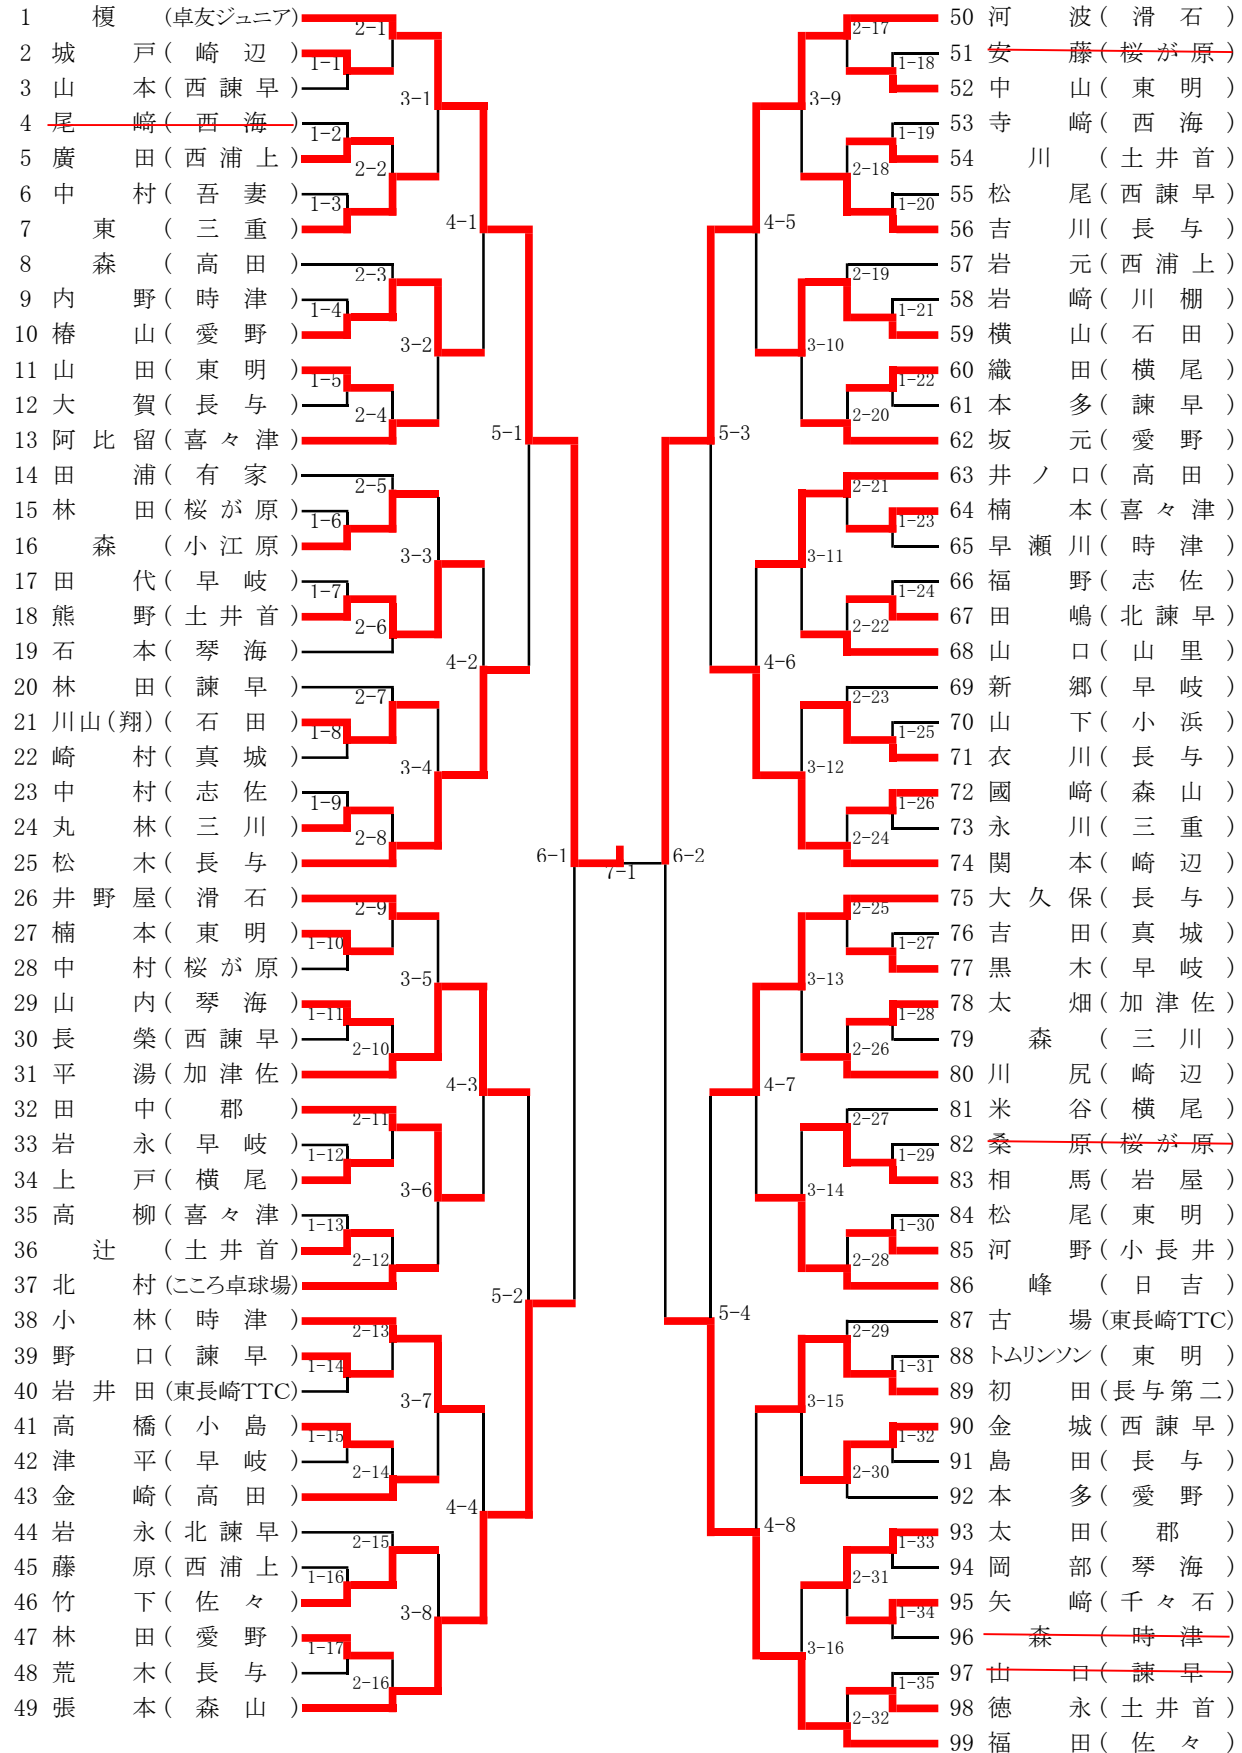 1 榎 (卓友ジュニア)
2 城戸 (崎辺)
3 山本 (西諫早)
4 尾﨑 (西海)
5 廣田 (西浦上)
6 中村 (吾妻)
7 東 (三重)
8 森 (高田)
9 内野 (時津)
10 椿山 (愛野)
11 山田 (東明)
12 大賀 (長与)
13 阿比留 (喜々津)
14 田浦 (有家)
15 林田 (桜が原)
16 森 (小江原)
17 田代 (早岐)
18 熊野 (土井首)
19 石本 (琴海)
20 林田 (諫早)
21 川山(翔) (石田)
22 崎村 (真城)
23 中村 (志佐)
24 丸林 (三川)
25 松木 (長与)
26 井野屋 (滑石)
27 楠本 (東明)
28 中村 (桜が原)
29 山内 (琴海)
30 長榮 (西諫早)
31 平湯 (加津佐)
32 田中 (郡)
33 岩永 (早岐)
34 上戸 (横尾)
35 高柳 (喜々津)
36 辻 (土井首)
37 北村 (こころ卓球場)
38 小林 (時津)
39 野口 (諫早)
40 岩井田 (東長崎TTC)
41 高橋 (小島)
42 津平 (早岐)
43 金崎 (高田)
44 岩永 (北諫早)
45 藤原 (西浦上)
46 竹下 (佐々)
47 林田 (愛野)
48 荒木 (長与)
49 張本 (森山)
1-1
1-2
1-3
1-4
1-5
1-6
1-7
1-8
1-9
1-10
1-11
1-12
1-13
1-14
1-15
1-16
1-17
2-1
2-2
2-3
2-4
2-5
2-6
2-7
2-8
2-9
2-10
2-11
2-12
2-13
2-14
2-15
2-16
3-1
3-2
3-3
3-4
3-5
3-6
3-7
3-8
4-1
4-2
4-3
4-4
5-1
5-2
6-1
7-1
6-2
5-3
5-4
4-5
4-6
4-7
4-8
3-9
3-10
3-11
3-12
3-13
3-14
3-15
3-16
2-17
2-18
2-19
2-20
2-21
2-22
2-23
2-24
2-25
2-26
2-27
2-28
2-29
2-30
2-31
2-32
1-18
1-19
1-20
1-21
1-22
1-23
1-24
1-25
1-26
1-27
1-28
1-29
1-30
1-31
1-32
1-33
1-34
1-35
50 河波 (滑石)
51 安藤 (桜が原)
52 中山 (東明)
53 寺﨑 (西海)
54 川 (土井首)
55 松尾 (西諫早)
56 吉川 (長与)
57 岩元 (西浦上)
58 岩﨑 (川棚)
59 横山 (石田)
60 織田 (横尾)
61 本多 (諫早)
62 坂元 (愛野)
63 井ノ口 (高田)
64 楠本 (喜々津)
65 早瀬川 (時津)
66 福野 (志佐)
67 田嶋 (北諫早)
68 山口 (山里)
69 新郷 (早岐)
70 山下 (小浜)
71 衣川 (長与)
72 國﨑 (森山)
73 永川 (三重)
74 関本 (崎辺)
75 大久保 (長与)
76 吉田 (真城)
77 黒木 (早岐)
78 太畑 (加津佐)
79 森 (三川)
80 川尻 (崎辺)
81 米谷 (横尾)
82 桑原 (桜が原)
83 相馬 (岩屋)
84 松尾 (東明)
85 河野 (小長井)
86 峰 (日吉)
87 古場 (東長崎TTC)
88 トムリンソン (東明)
89 初田 (長与第二)
90 金城 (西諫早)
91 島田 (長与)
92 本多 (愛野)
93 太田 (郡)
94 岡部 (琴海)
95 矢﨑 (千々石)
96 森 (時津)
97 山口 (諫早)
98 徳永 (土井首)
99 福田 (佐々)